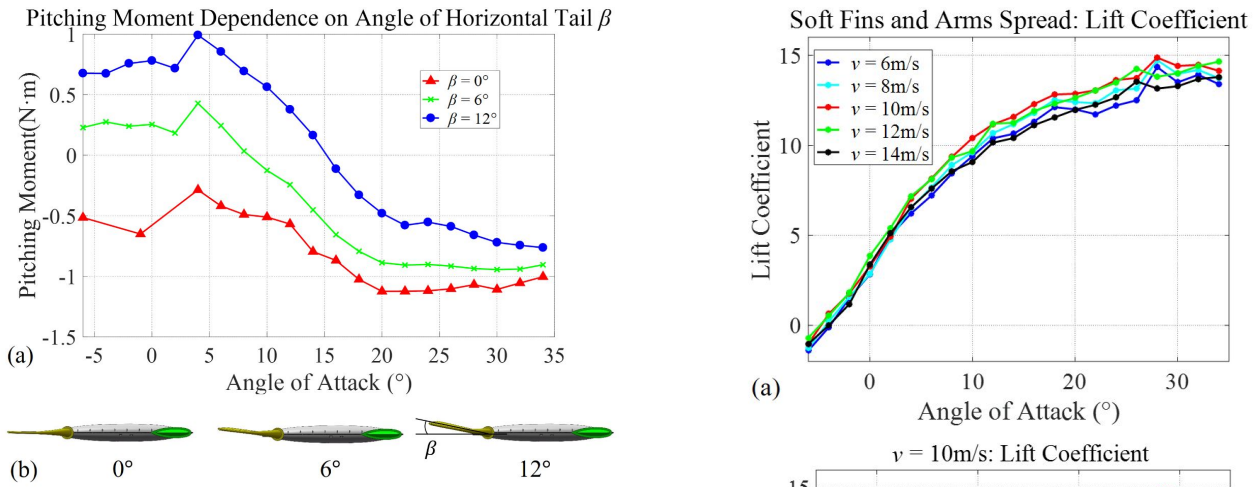 Pitching Moment Dependence on Angle of Horizontal Tail β
1
0.5
0
-0.5
-1
-1.5
Pitching Moment(N·m)
β = 0°
β = 6°
β = 12°
-5 0 5 10 15 20 25 30 35
(a)
Angle of Attack (°)
β
(b) 0° 6° 12°
Soft Fins and Arms Spread: Lift Coefficient
15
10
5
0
Lift Coefficient
v = 6m/s
v = 8m/s
v = 10m/s
v = 12m/s
v = 14m/s
0 10 20 30
(a)
Angle of Attack (°)
v = 10m/s: Lift Coefficient
15